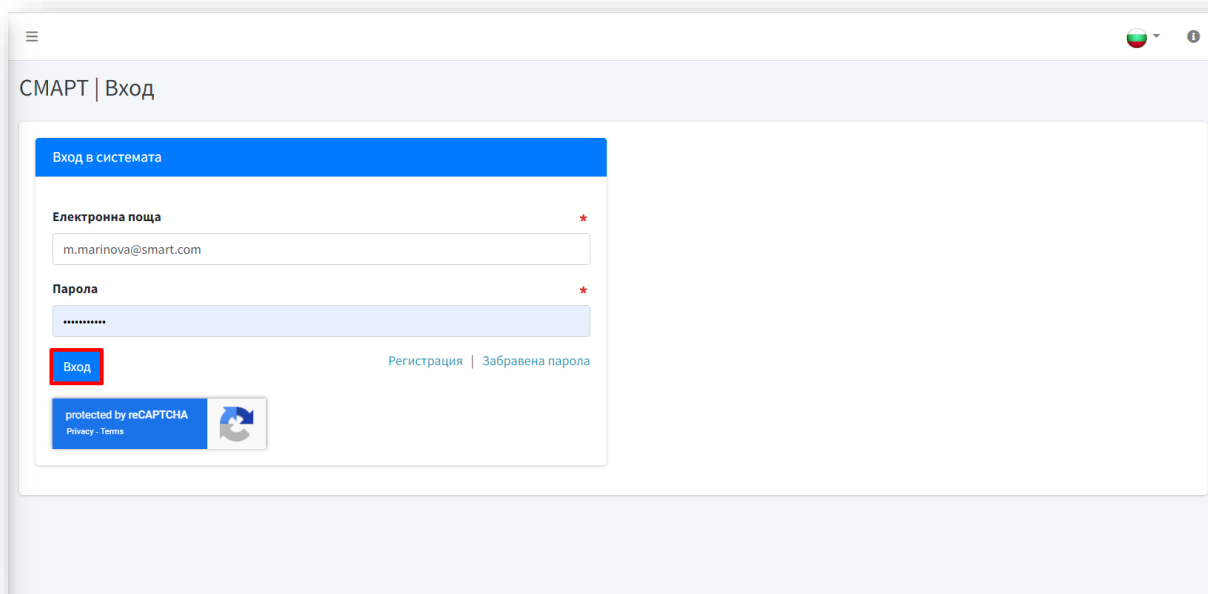 СМАРТ | Вход
Вход в системата
Електронна поща *
m.marinova@smart.com
Парола *
•••••••••••
Вход
Регистрация | Забравена парола
protected by reCAPTCHA
Privacy - Terms